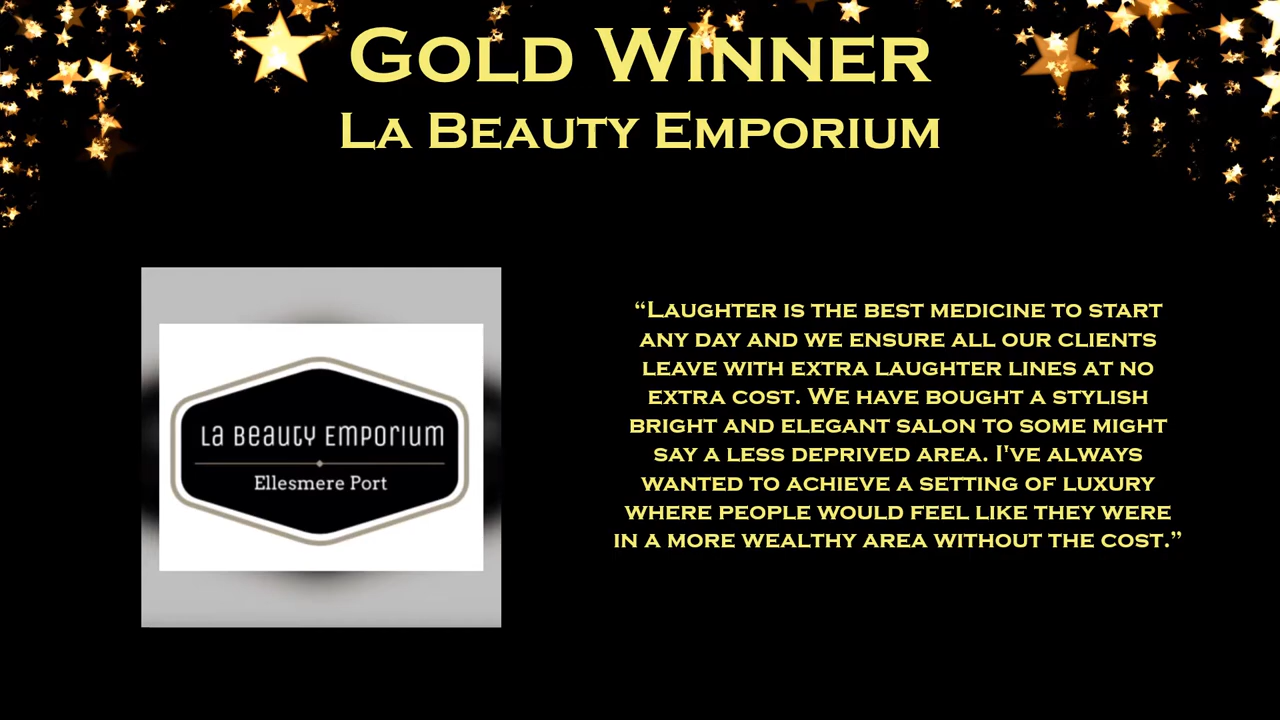 Gold Winner
La Beauty Emporium
La Beauty Emporium
Ellesmere Port
“Laughter is the best medicine to start
any day and we ensure all our clients
leave with extra laughter lines at no
extra cost. We have bought a stylish
bright and elegant salon to some might
say a less deprived area. I've always
wanted to achieve a setting of luxury
where people would feel like they were
in a more wealthy area without the cost.”